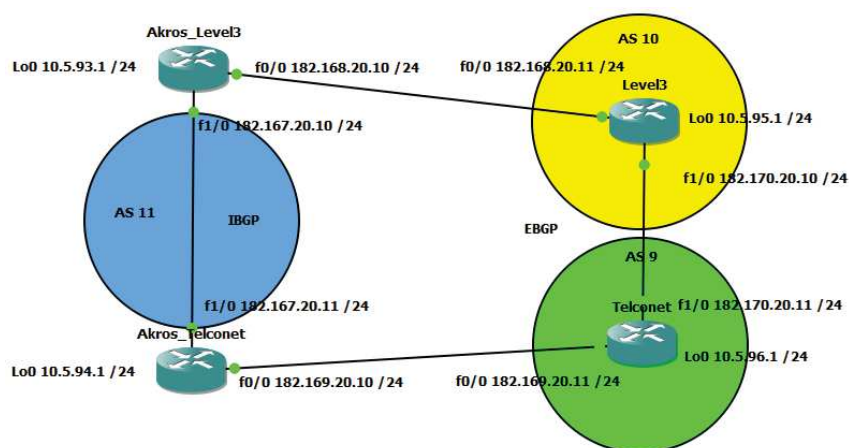 Akros_Level3
Lo0 10.5.93.1 /24
f0/0 182.168.20.10 /24
f1/0 182.167.20.10 /24
AS 10
f0/0 182.168.20.11 /24
Level3
Lo0 10.5.95.1 /24
f1/0 182.170.20.10 /24
AS 11
IBGP
EBGP
AS 9
f1/0 182.167.20.11 /24
Akros_Telconet
Lo0 10.5.94.1 /24
f0/0 182.169.20.10 /24
Telconet
f1/0 182.170.20.11 /24
Lo0 10.5.96.1 /24
f0/0 182.169.20.11 /24